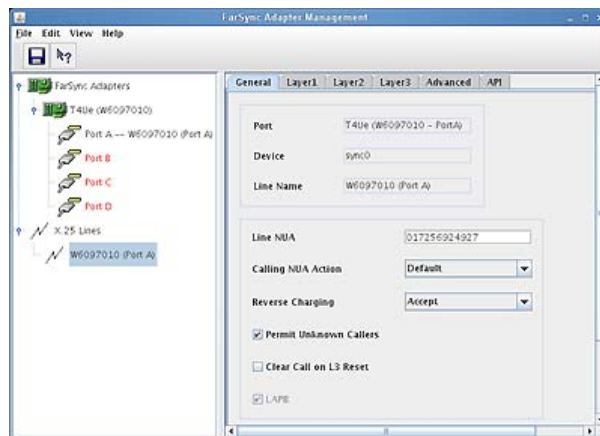 FarSync Adapter Management
File Edit View Help
FarSync Adapters
T4Ue (W6097010)
Port A -- W6097010 (Port A)
Port B
Port C
Port D
X.25 Lines
W6097010 (Port A)
General Layer1 Layer2 Layer3 Advanced API
Port T4Ue (W6097010 - PortA)
Device sync0
Line Name W6097010 (Port A)
Line NUA 017256924927
Calling NUA Action Default
Reverse Charging Accept
Permit Unknown Callers
Clear Call on L3 Reset
LAPB